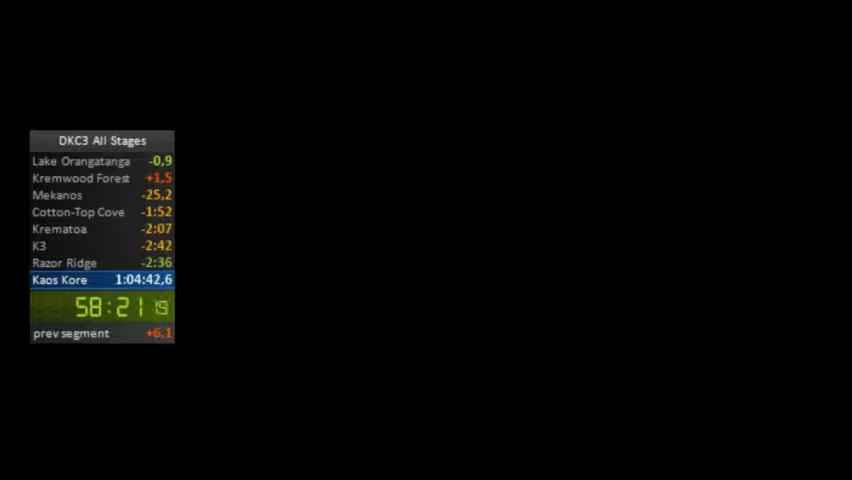 DKC3 All Stages
Lake Orangatanga -0,9
Kremwood Forest +1,5
Mekanos -25,2
Cotton-Top Cove -1:52
Krematoa -2:07
K3 -2:42
Razor Ridge -2:36
Kaos Kore 1:04:42,6
58:21 19
prev segment +6,1